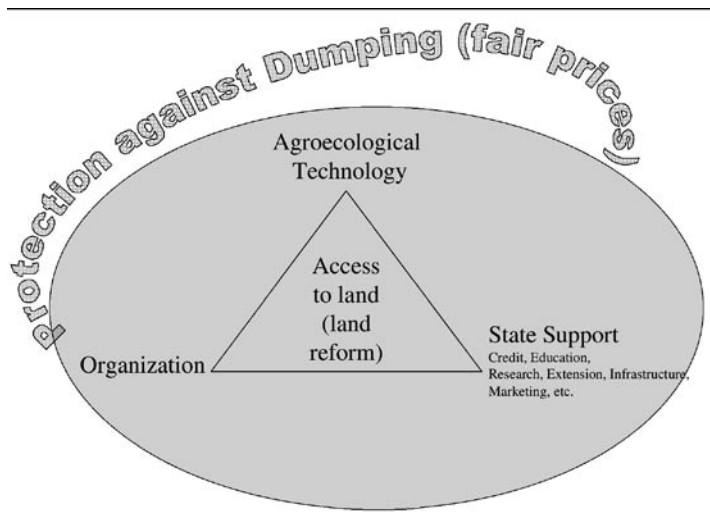 Protection against Dumping (fair prices)
Agroecological
Technology
Access
to land
(land
reform)
Organization
State Support
Credit, Education,
Research, Extension, Infrastructure,
Marketing, etc.